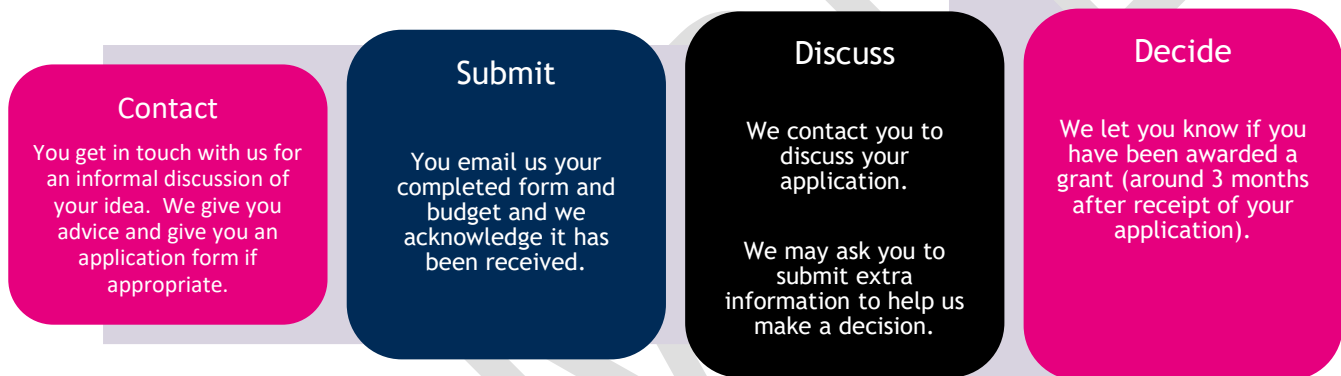 Contact
You get in touch with us for
an informal discussion of
your idea.  We give you
advice and give you an
application form if
appropriate.
Submit
You email us your
completed form and
budget and we
acknowledge it has
been received.
Discuss
We contact you to
discuss your
application.
We may ask you to
submit extra
information to help us
make a decision.
Decide
We let you know if you
have been awarded a
grant (around 3 months
after receipt of your
application).